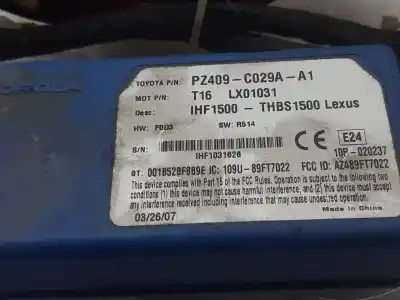 TOYOTA P/N: PZ409-C029A-A1
MOT P/N: T16 LX01031
Desc: IHF1500 - THBS1500 Lexus
HW: F003 SW: R514
S/N:
IHF1031626
CE E24
10R-020237
BT: 001852BF869E IC: 109U-89FT7022 FCC ID: AZ489FT7022
This device complies with Part 15 of the FCC Rules. Operation is subject to the following two
conditions (1) this device may not cause harmful interference, and (2) this device must accept
any interference received, including interference that may cause undesired operation.
03/26/07 Made in China